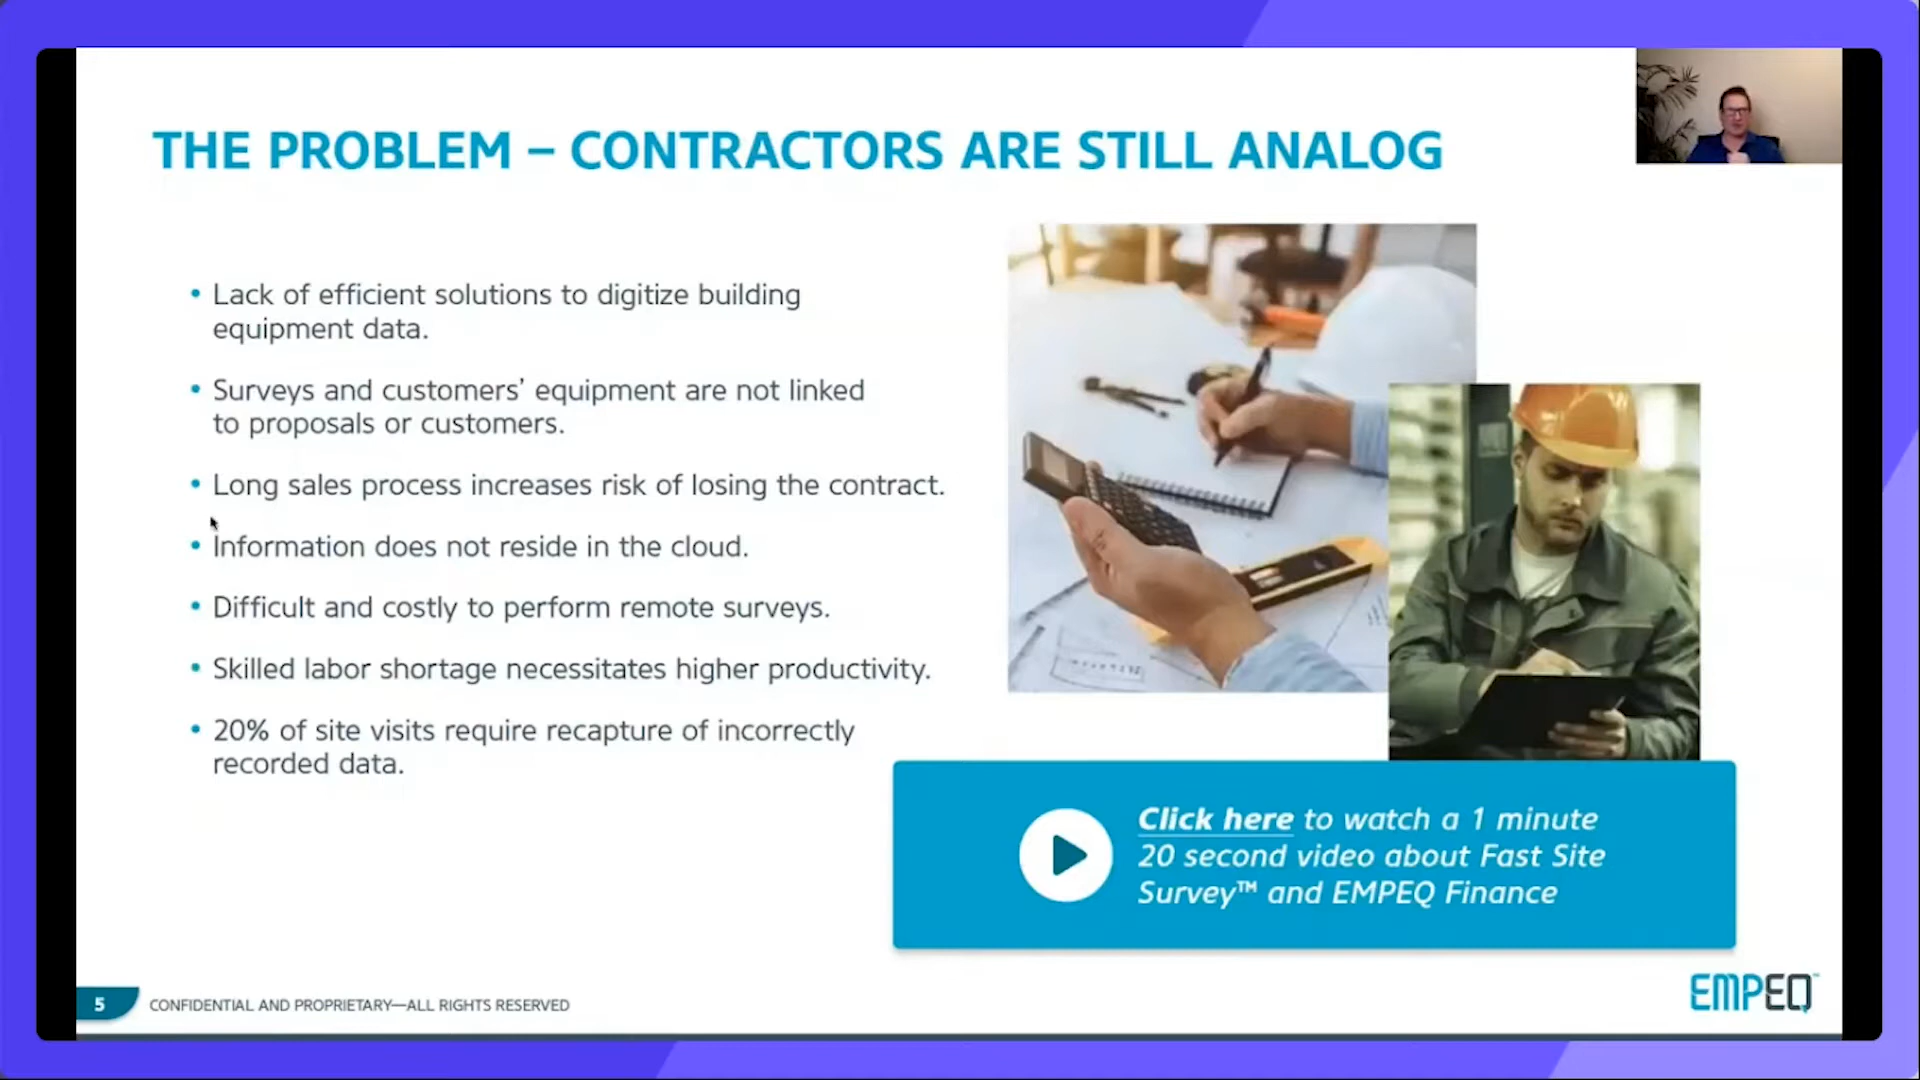 THE PROBLEM – CONTRACTORS ARE STILL ANALOG
• Lack of efficient solutions to digitize building
equipment data.
• Surveys and customers’ equipment are not linked
to proposals or customers.
• Long sales process increases risk of losing the contract.
• Information does not reside in the cloud.
• Difficult and costly to perform remote surveys.
• Skilled labor shortage necessitates higher productivity.
• 20% of site visits require recapture of incorrectly
recorded data.
Click here to watch a 1 minute
20 second video about Fast Site
Survey™ and EMPEQ Finance
5 CONFIDENTIAL AND PROPRIETARY—ALL RIGHTS RESERVED
EMPEQ™